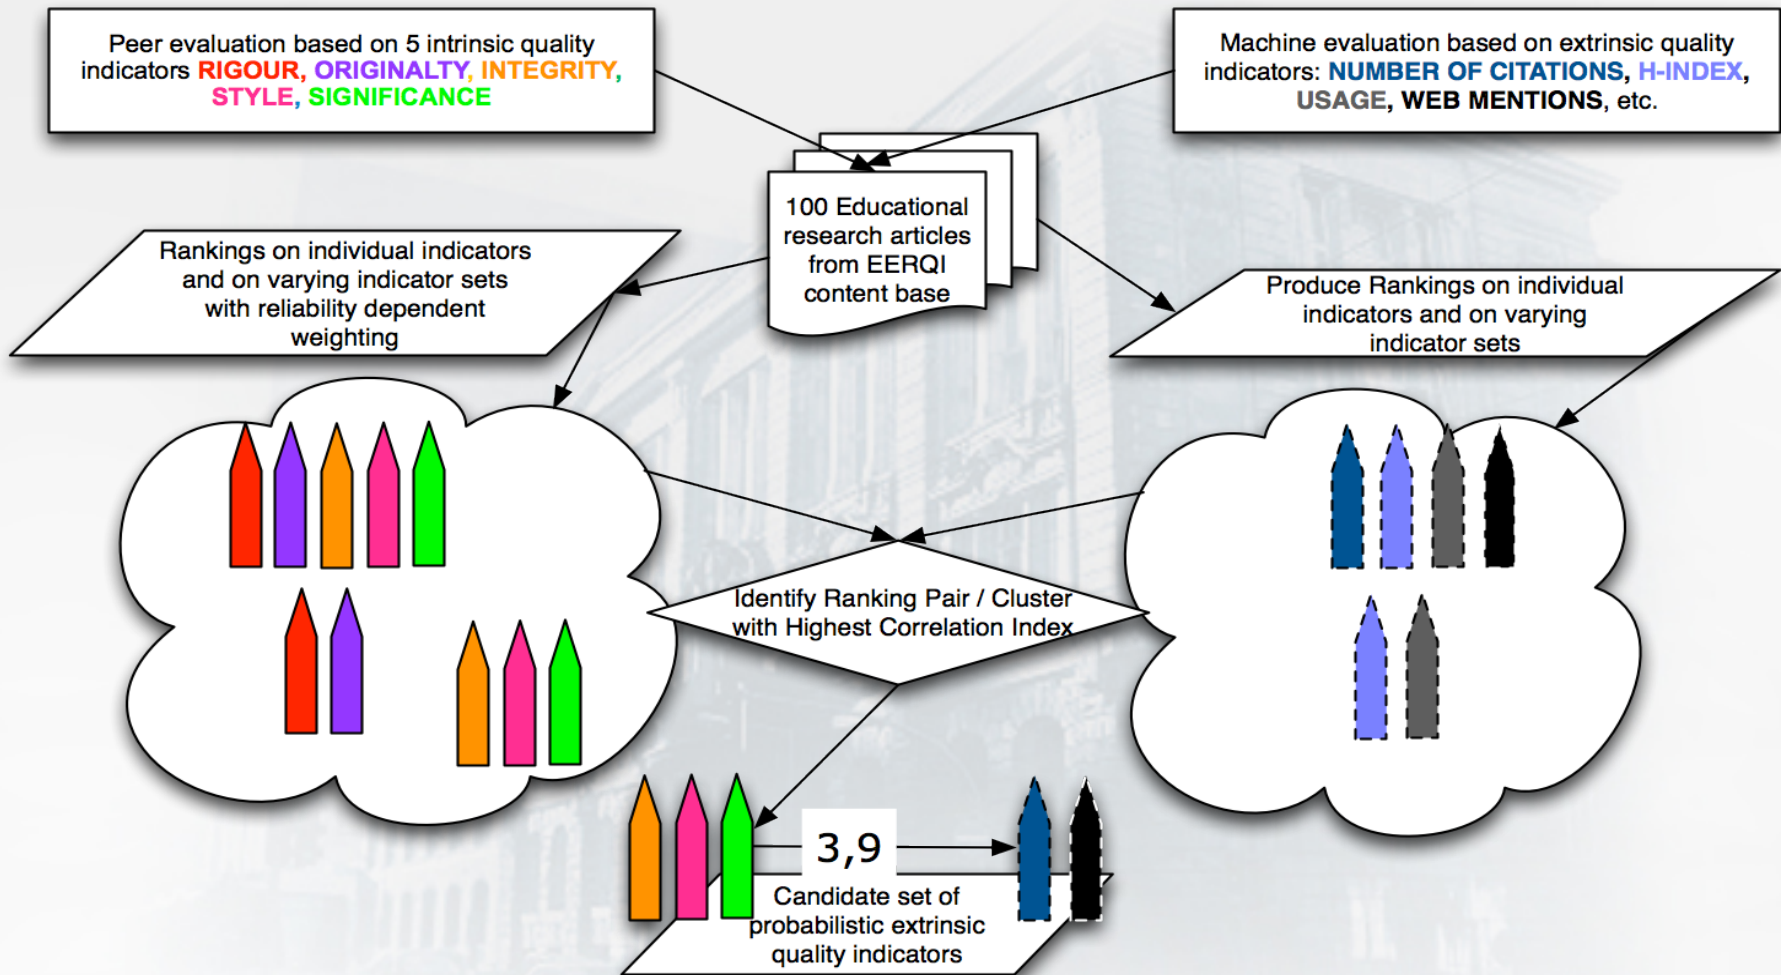 Peer evaluation based on 5 intrinsic quality
indicators RIGOUR, ORIGINALTY, INTEGRITY,
STYLE, SIGNIFICANCE
Machine evaluation based on extrinsic quality
indicators: NUMBER OF CITATIONS, H-INDEX,
USAGE, WEB MENTIONS, etc.
100 Educational
research articles
from EERQI
content base
Rankings on individual indicators
and on varying indicator sets
with reliability dependent
weighting
Produce Rankings on individual
indicators and on varying
indicator sets
Identify Ranking Pair / Cluster
with Highest Correlation Index
3,9
Candidate set of
probabilistic extrinsic
quality indicators